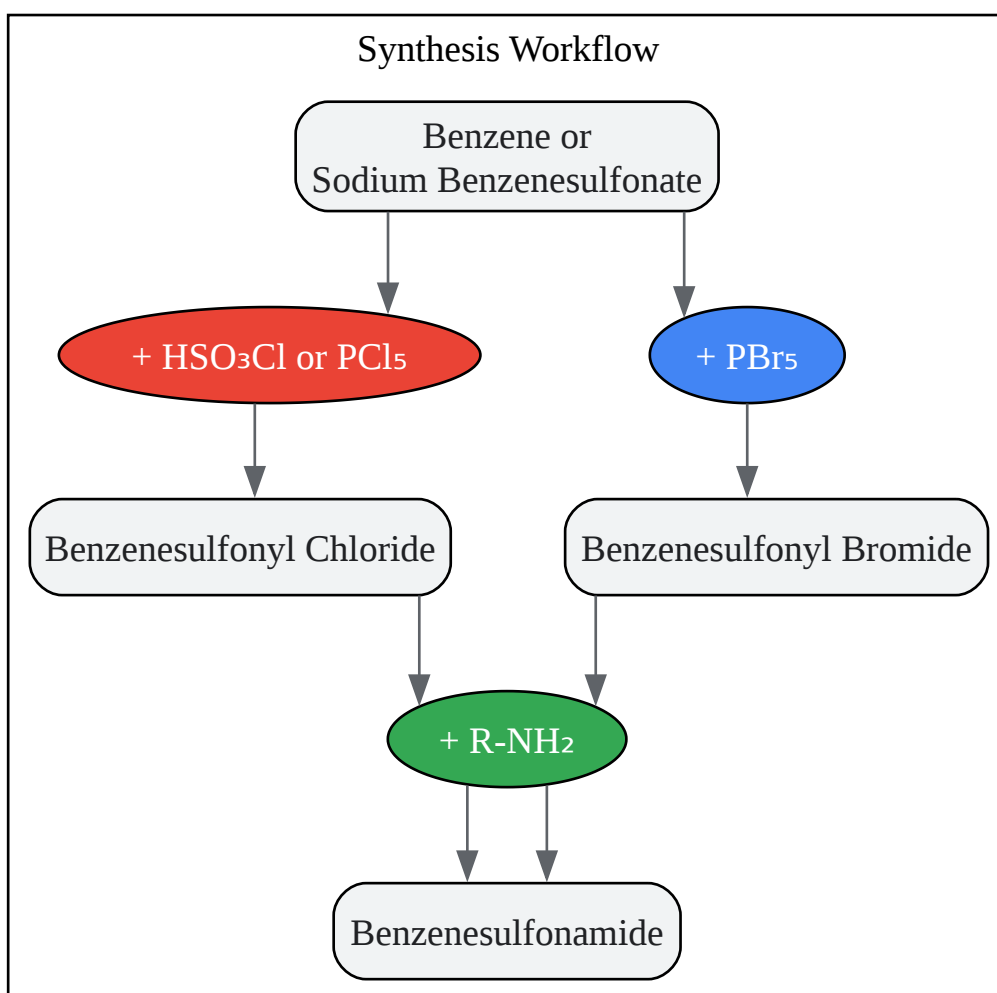 Synthesis Workflow
Benzene or
Sodium Benzenesulfonate
+ HSO₃Cl or PCl₅
+ PBr₅
Benzenesulfonyl Chloride
Benzenesulfonyl Bromide
+ R-NH₂
Benzenesulfonamide